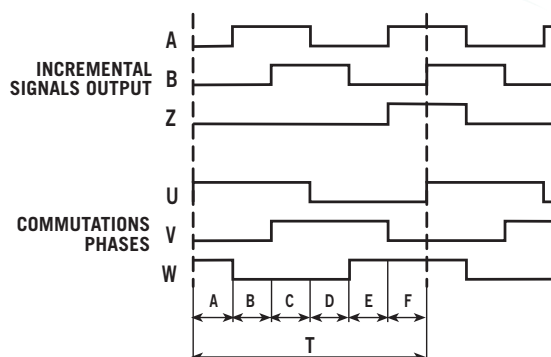 A
INCREMENTAL
SIGNALS OUTPUT
B
Z
U
COMMUTATIONS
PHASES
V
W
A B C D E F
T